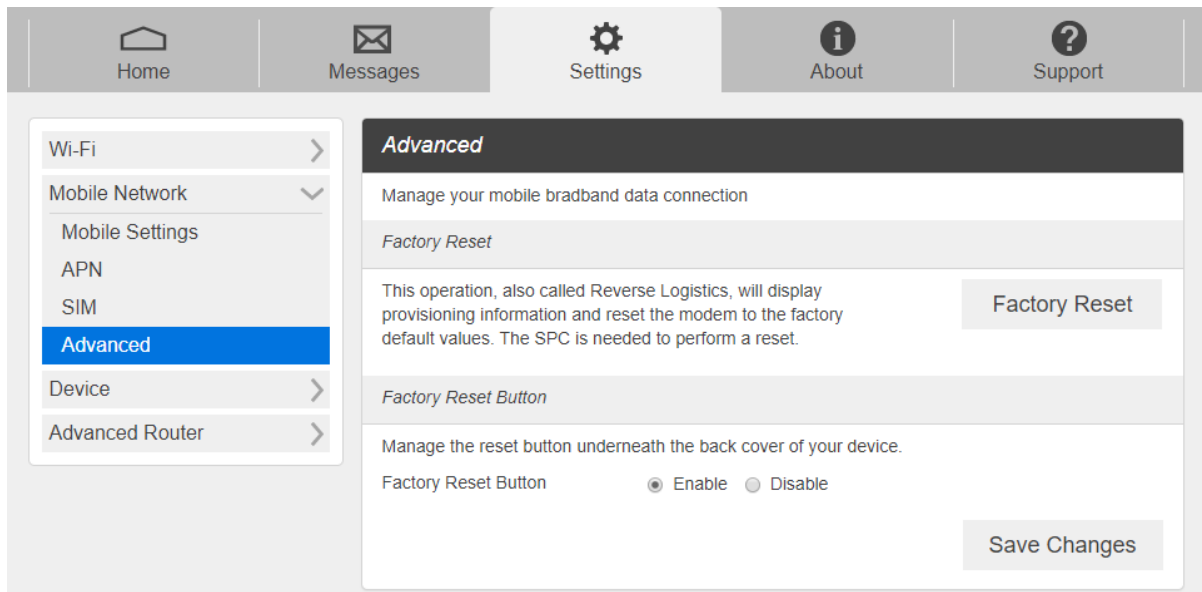 Home
Messages
Settings
About
Support
Wi-Fi
Mobile Network
Mobile Settings
APN
SIM
Advanced
Device
Advanced Router
Advanced
Manage your mobile bradband data connection
Factory Reset
This operation, also called Reverse Logistics, will display
provisioning information and reset the modem to the factory
default values. The SPC is needed to perform a reset.
Factory Reset
Factory Reset Button
Manage the reset button underneath the back cover of your device.
Factory Reset Button Enable Disable
Save Changes